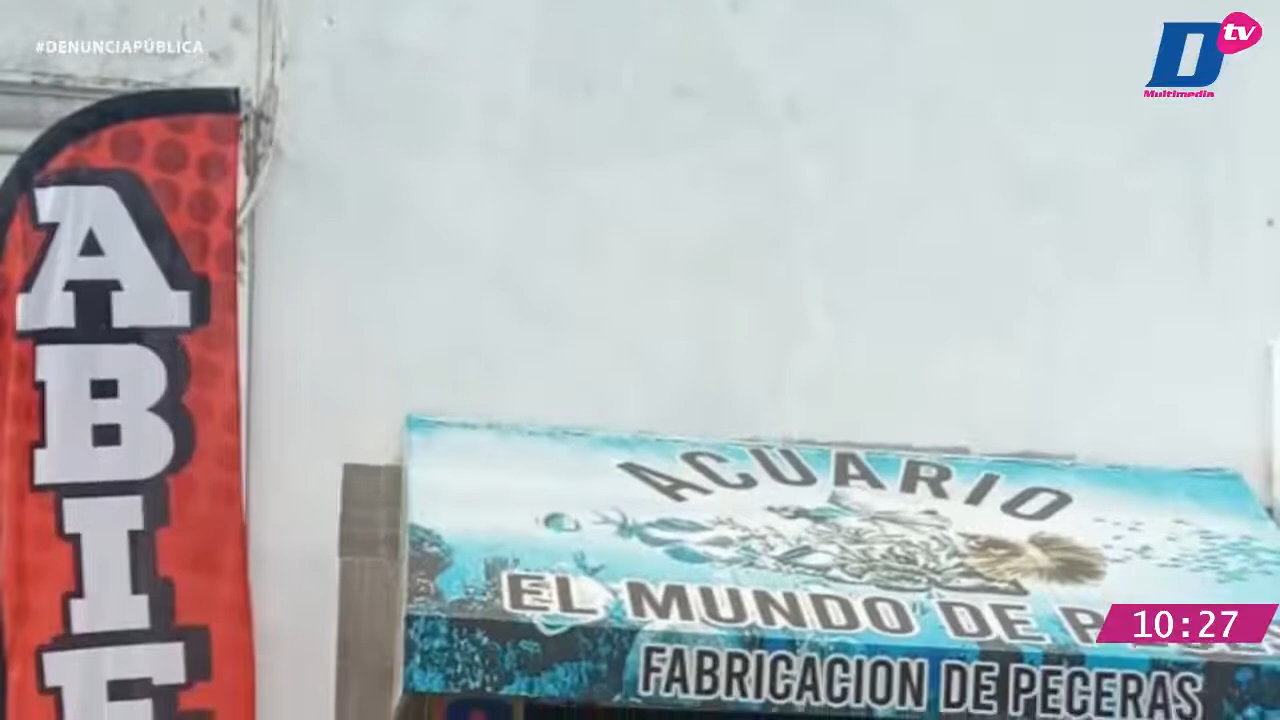 #DENUNCIAPÚBLICA
D tv
Multimedia
ABIE
ACUARIO
EL MUNDO DE
10:27
FABRICACION DE PECERAS